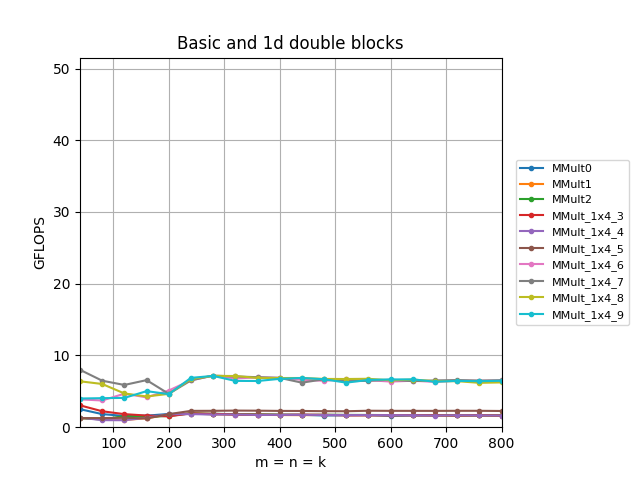 Basic and 1d double blocks
50
40
30
20
10
0
GFLOPS
100 200 300 400 500 600 700 800
m = n = k
MMult0
MMult1
MMult2
MMult_1x4_3
MMult_1x4_4
MMult_1x4_5
MMult_1x4_6
MMult_1x4_7
MMult_1x4_8
MMult_1x4_9